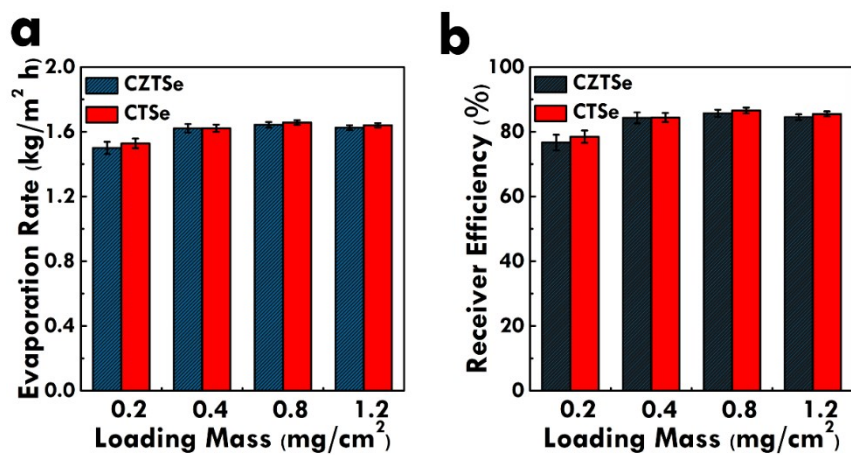 a
2.0
1.6
1.2
0.8
0.4
0.0
Evaporation Rate (kg/m² h)
CZTSe
CTSe
0.2 0.4 0.8 1.2
Loading Mass (mg/cm²)
b
100
80
60
40
20
0
Receiver Efficiency (%)
CZTSe
CTSe
0.2 0.4 0.8 1.2
Loading Mass (mg/cm²)